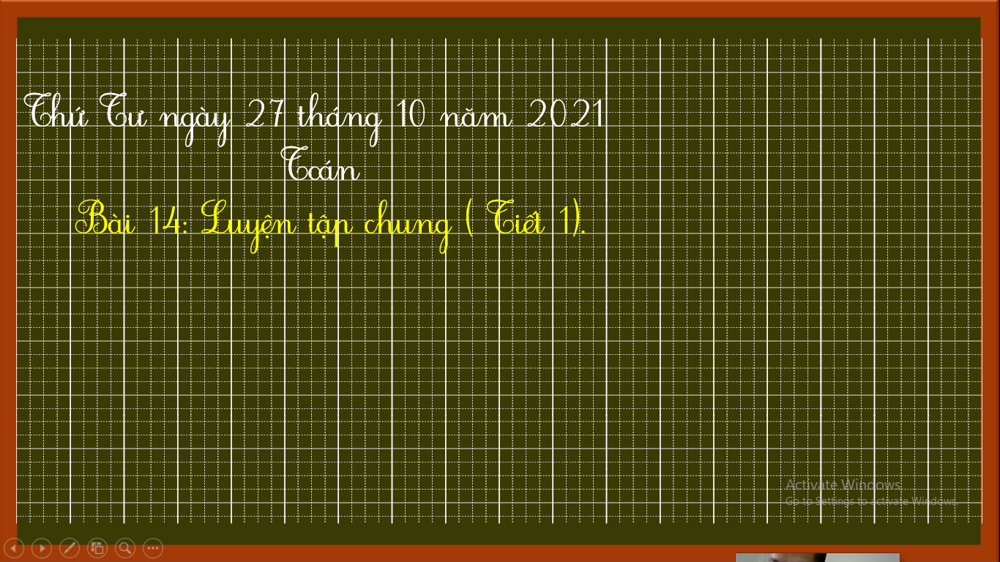 Thứ Tư ngày 27 tháng 10 năm 2021
Toán
Bài 14: Luyện tập chung ( Tiết 1).
Activate Windows
Go to Settings to activate Windows.